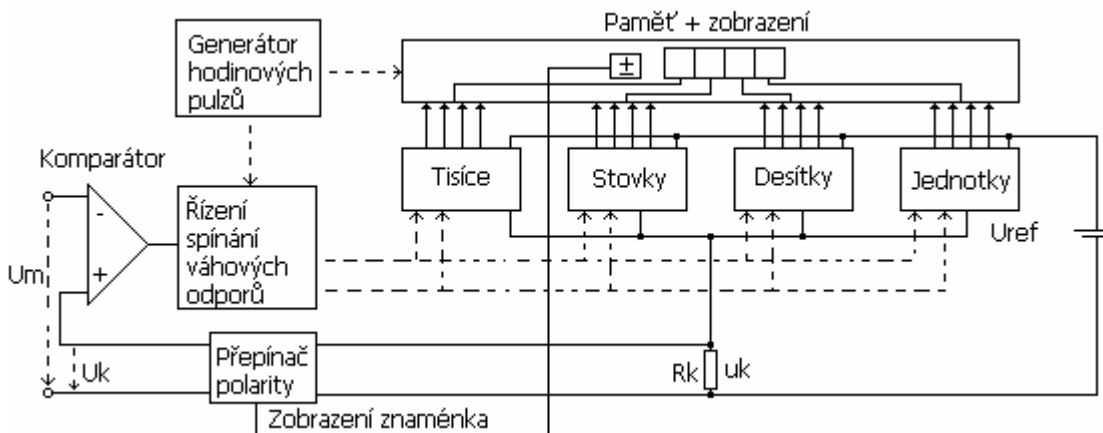 Paměť + zobrazení
Generátor
hodinových
pulzů
±
Komparátor
Tisíce
Stovky
Desítky
Jednotky
-
+
Řízení
spínání
váhových
odporů
Um
Uref
Uk
Přepínač
polarity
Rk
uk
Zobrazení znaménka